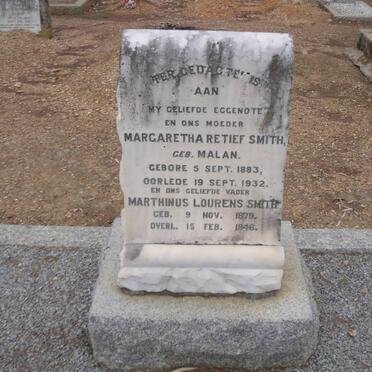 TER GEDAGTENIS
AAN
MY GELIEFDE EGGENOTE
EN ONS MOEDER
MARGARETHA RETIEF SMITH,
GEB. MALAN.
GEBORE 5 SEPT. 1883,
OORLEDE 19 SEPT. 1932.
EN ONS GELIEFDE VADER
MARTHINUS LOURENS SMITH
GEB. 9 NOV. 1879.
OVERL. 15 FEB. 1946.